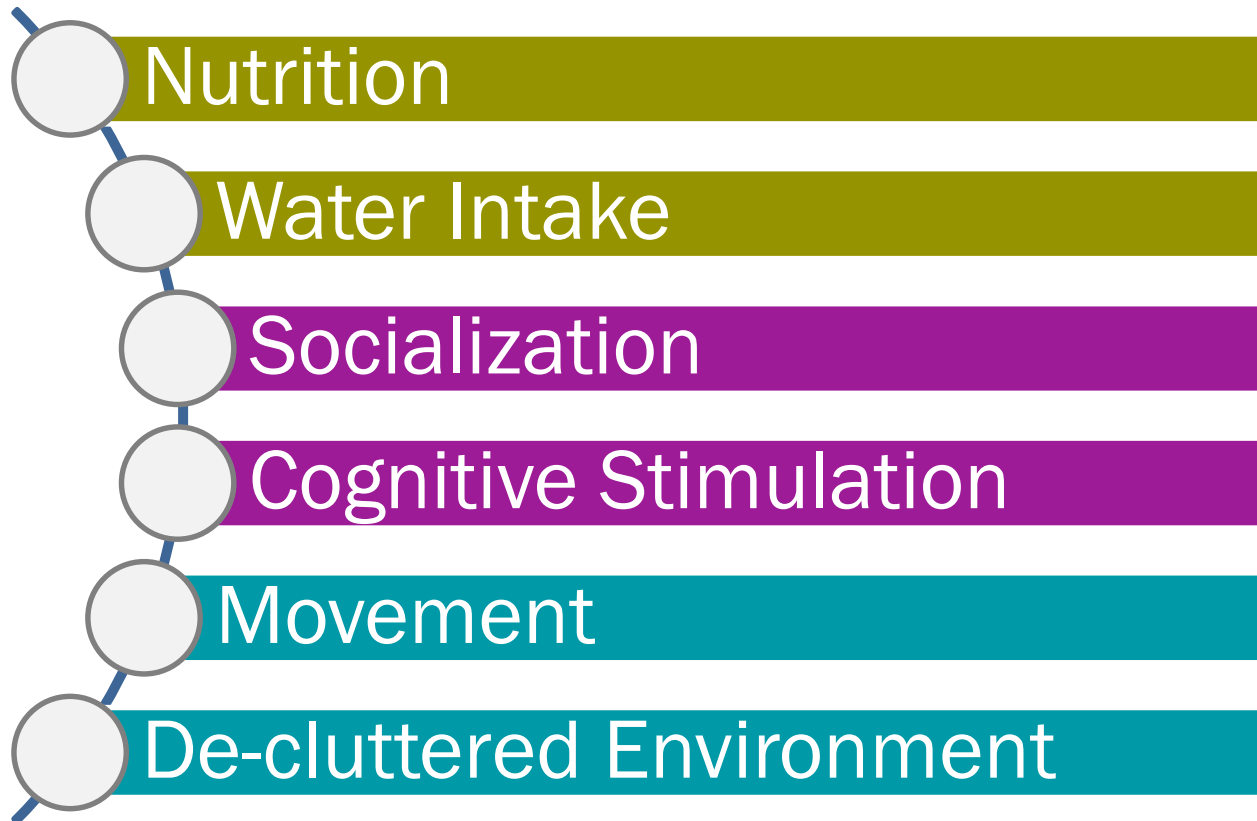 Nutrition
Water Intake
Socialization
Cognitive Stimulation
Movement
De-cluttered Environment